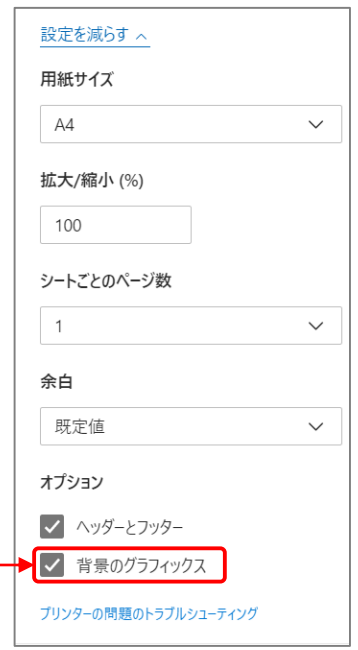 設定を減らす
用紙サイズ
A4
拡大/縮小 (%)
100
シートごとのページ数
1
余白
既定値
オプション
ヘッダーとフッター
背景のグラフィックス
プリンターの問題のトラブルシューティング